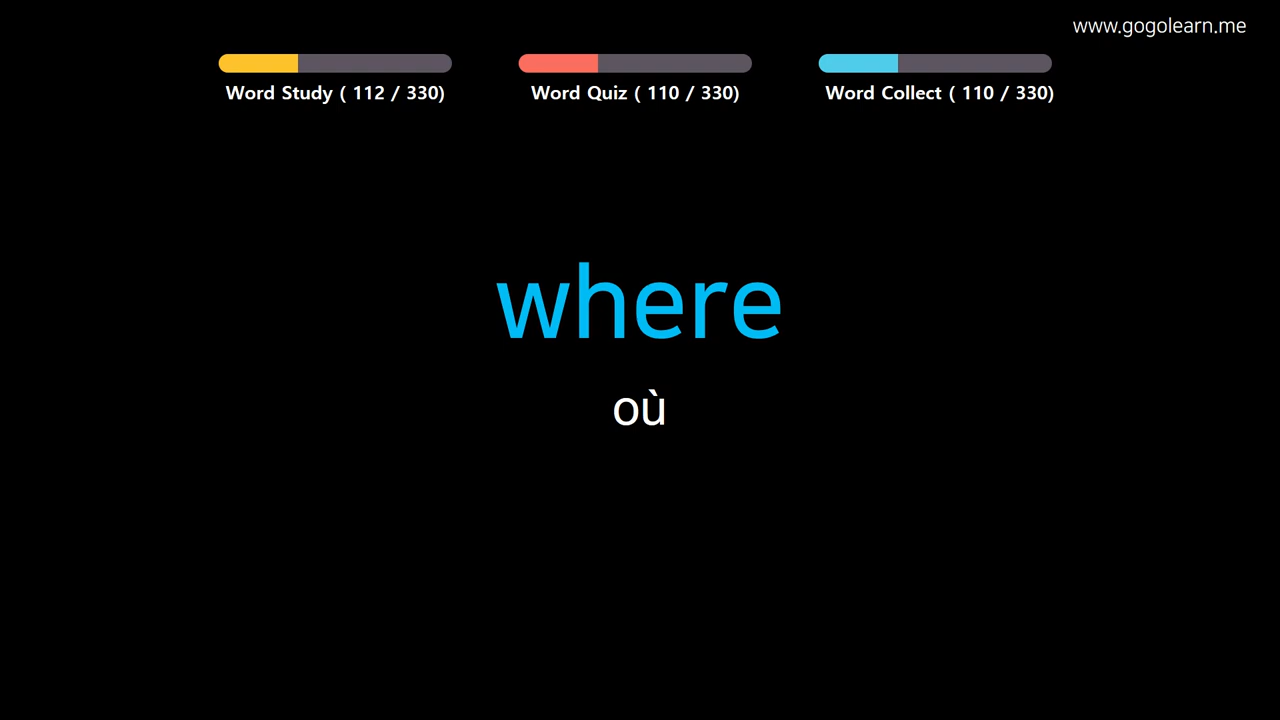 www.gogolearn.me
Word Study ( 112 / 330)
Word Quiz ( 110 / 330)
Word Collect ( 110 / 330)
where
où